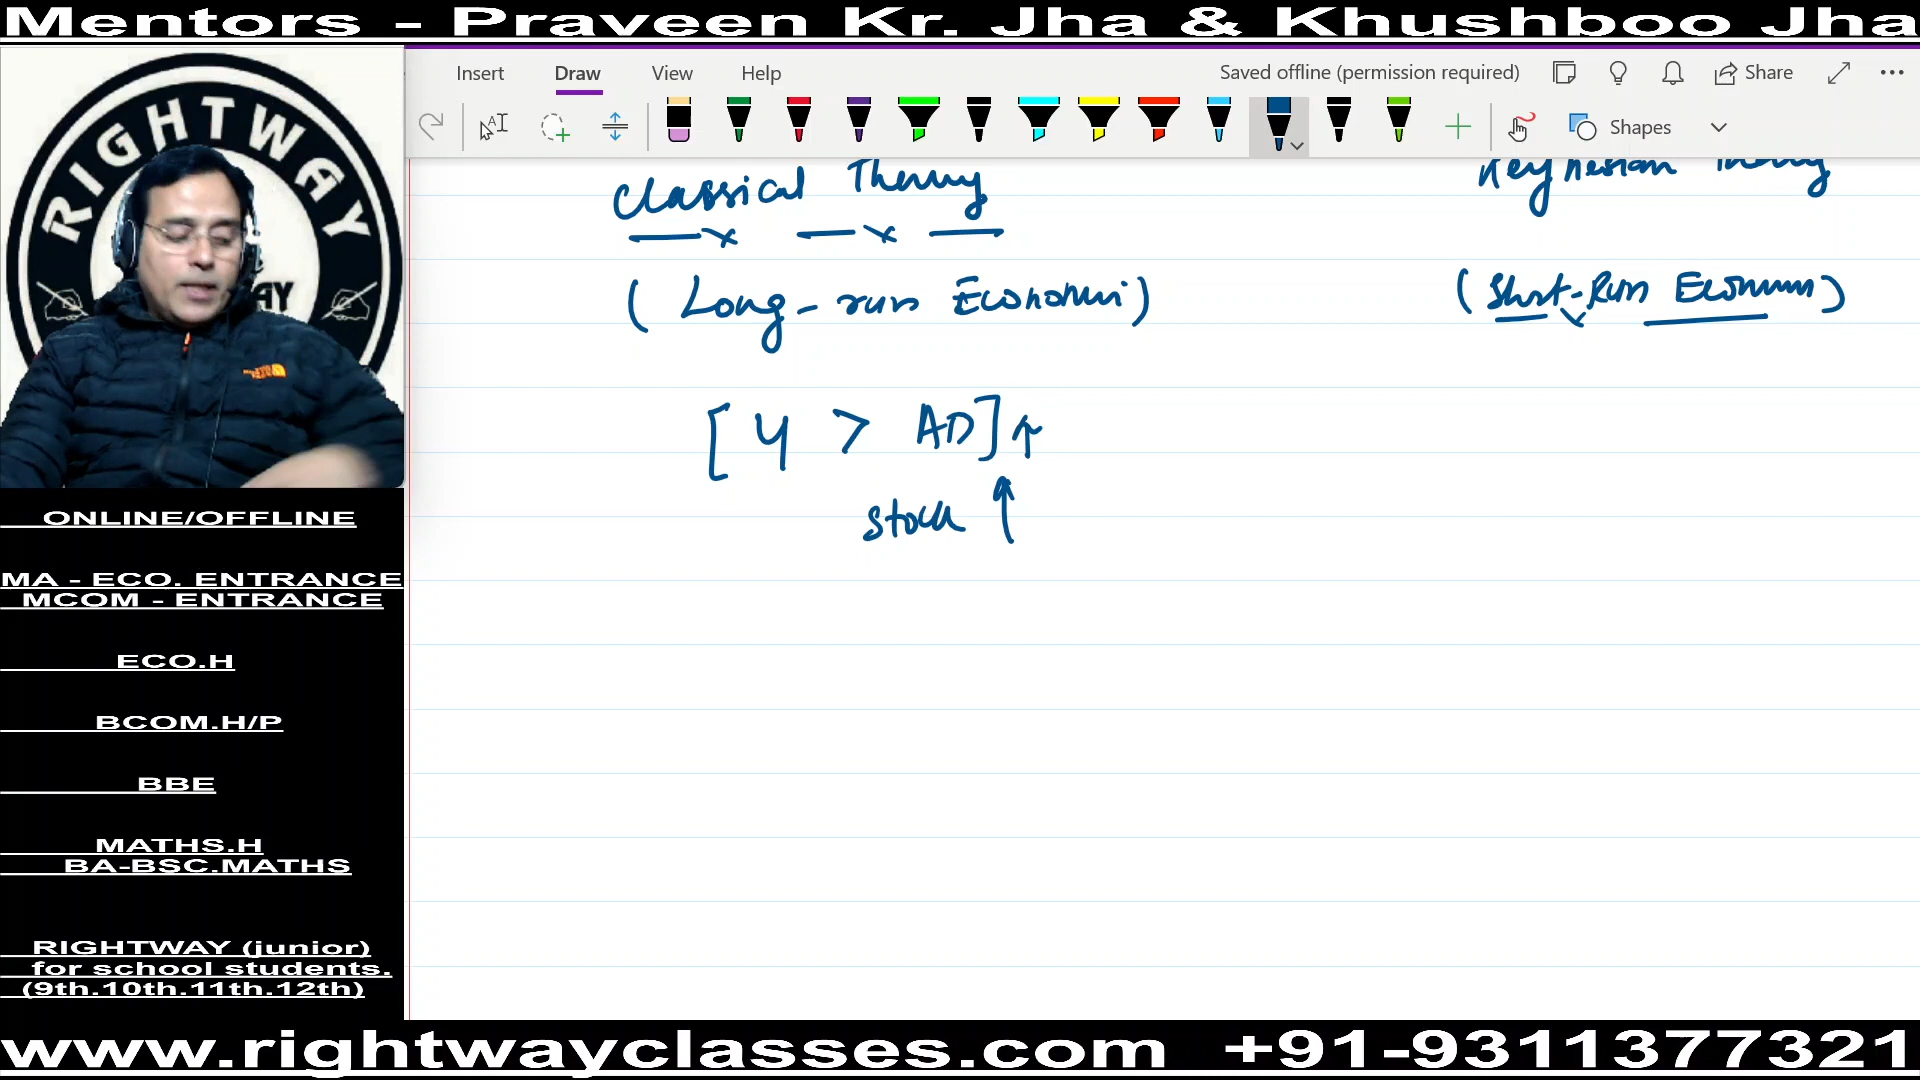 Mentors - Praveen Kr. Jha & Khushboo Jha
Insert Draw View Help
Saved offline (permission required)
Share
Shapes
RIGHTWAY
Classical Theory
Keynesian Theory
( Long-run Economi)
( Short-Run Econom)
[ Y > AD]↑
stock ↑
ONLINE/OFFLINE
MA - ECO. ENTRANCE
MCOM - ENTRANCE
ECO.H
BCOM.H/P
BBE
MATHS.H
BA-BSC.MATHS
RIGHTWAY (junior)
for school students.
(9th.10th.11th.12th)
www.rightwayclasses.com +91-9311377321